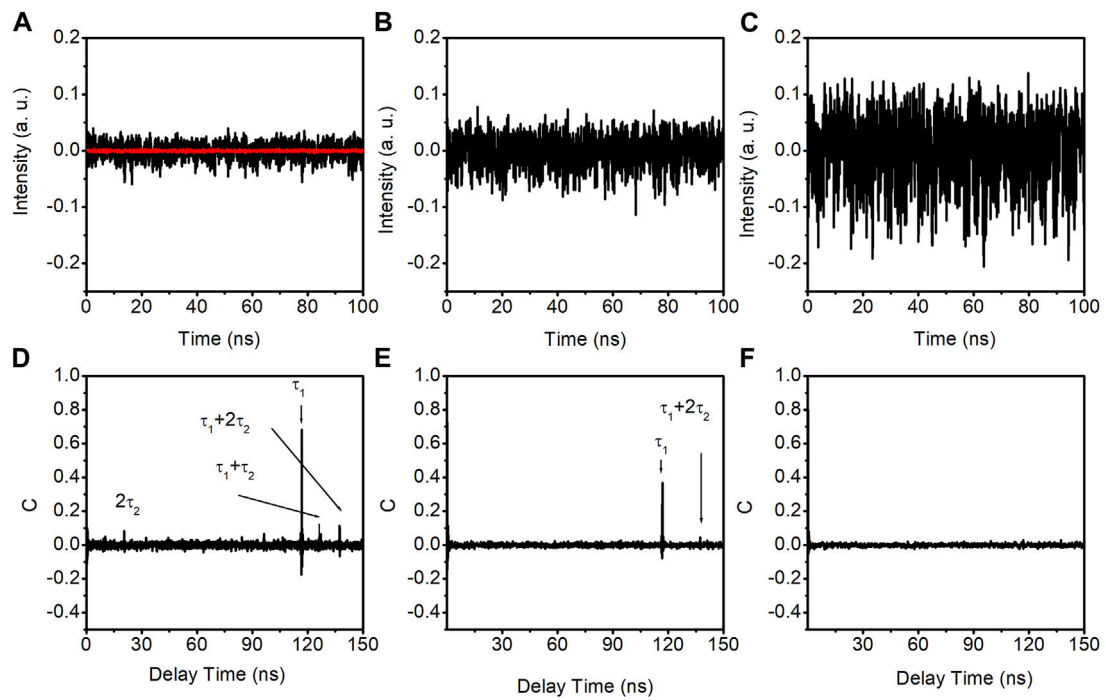 A
B
C
0.2
0.1
0.0
-0.1
-0.2
Intensity (a. u.)
0 20 40 60 80 100
Time (ns)
0.2
0.1
0.0
-0.1
-0.2
Intensity (a. u.)
0 20 40 60 80 100
Time (ns)
0.2
0.1
0.0
-0.1
-0.2
Intensity (a. u.)
0 20 40 60 80 100
Time (ns)
D
E
F
1.0
0.8
0.6
0.4
0.2
0.0
-0.2
-0.4
C
τ₁
τ₁+2τ₂
τ₁+τ₂
2τ₂
0 30 60 90 120 150
Delay Time (ns)
1.0
0.8
0.6
0.4
0.2
0.0
-0.2
-0.4
C
τ₁+2τ₂
τ₁
0 30 60 90 120 150
Delay Time (ns)
1.0
0.8
0.6
0.4
0.2
0.0
-0.2
-0.4
C
0 30 60 90 120 150
Delay Time (ns)